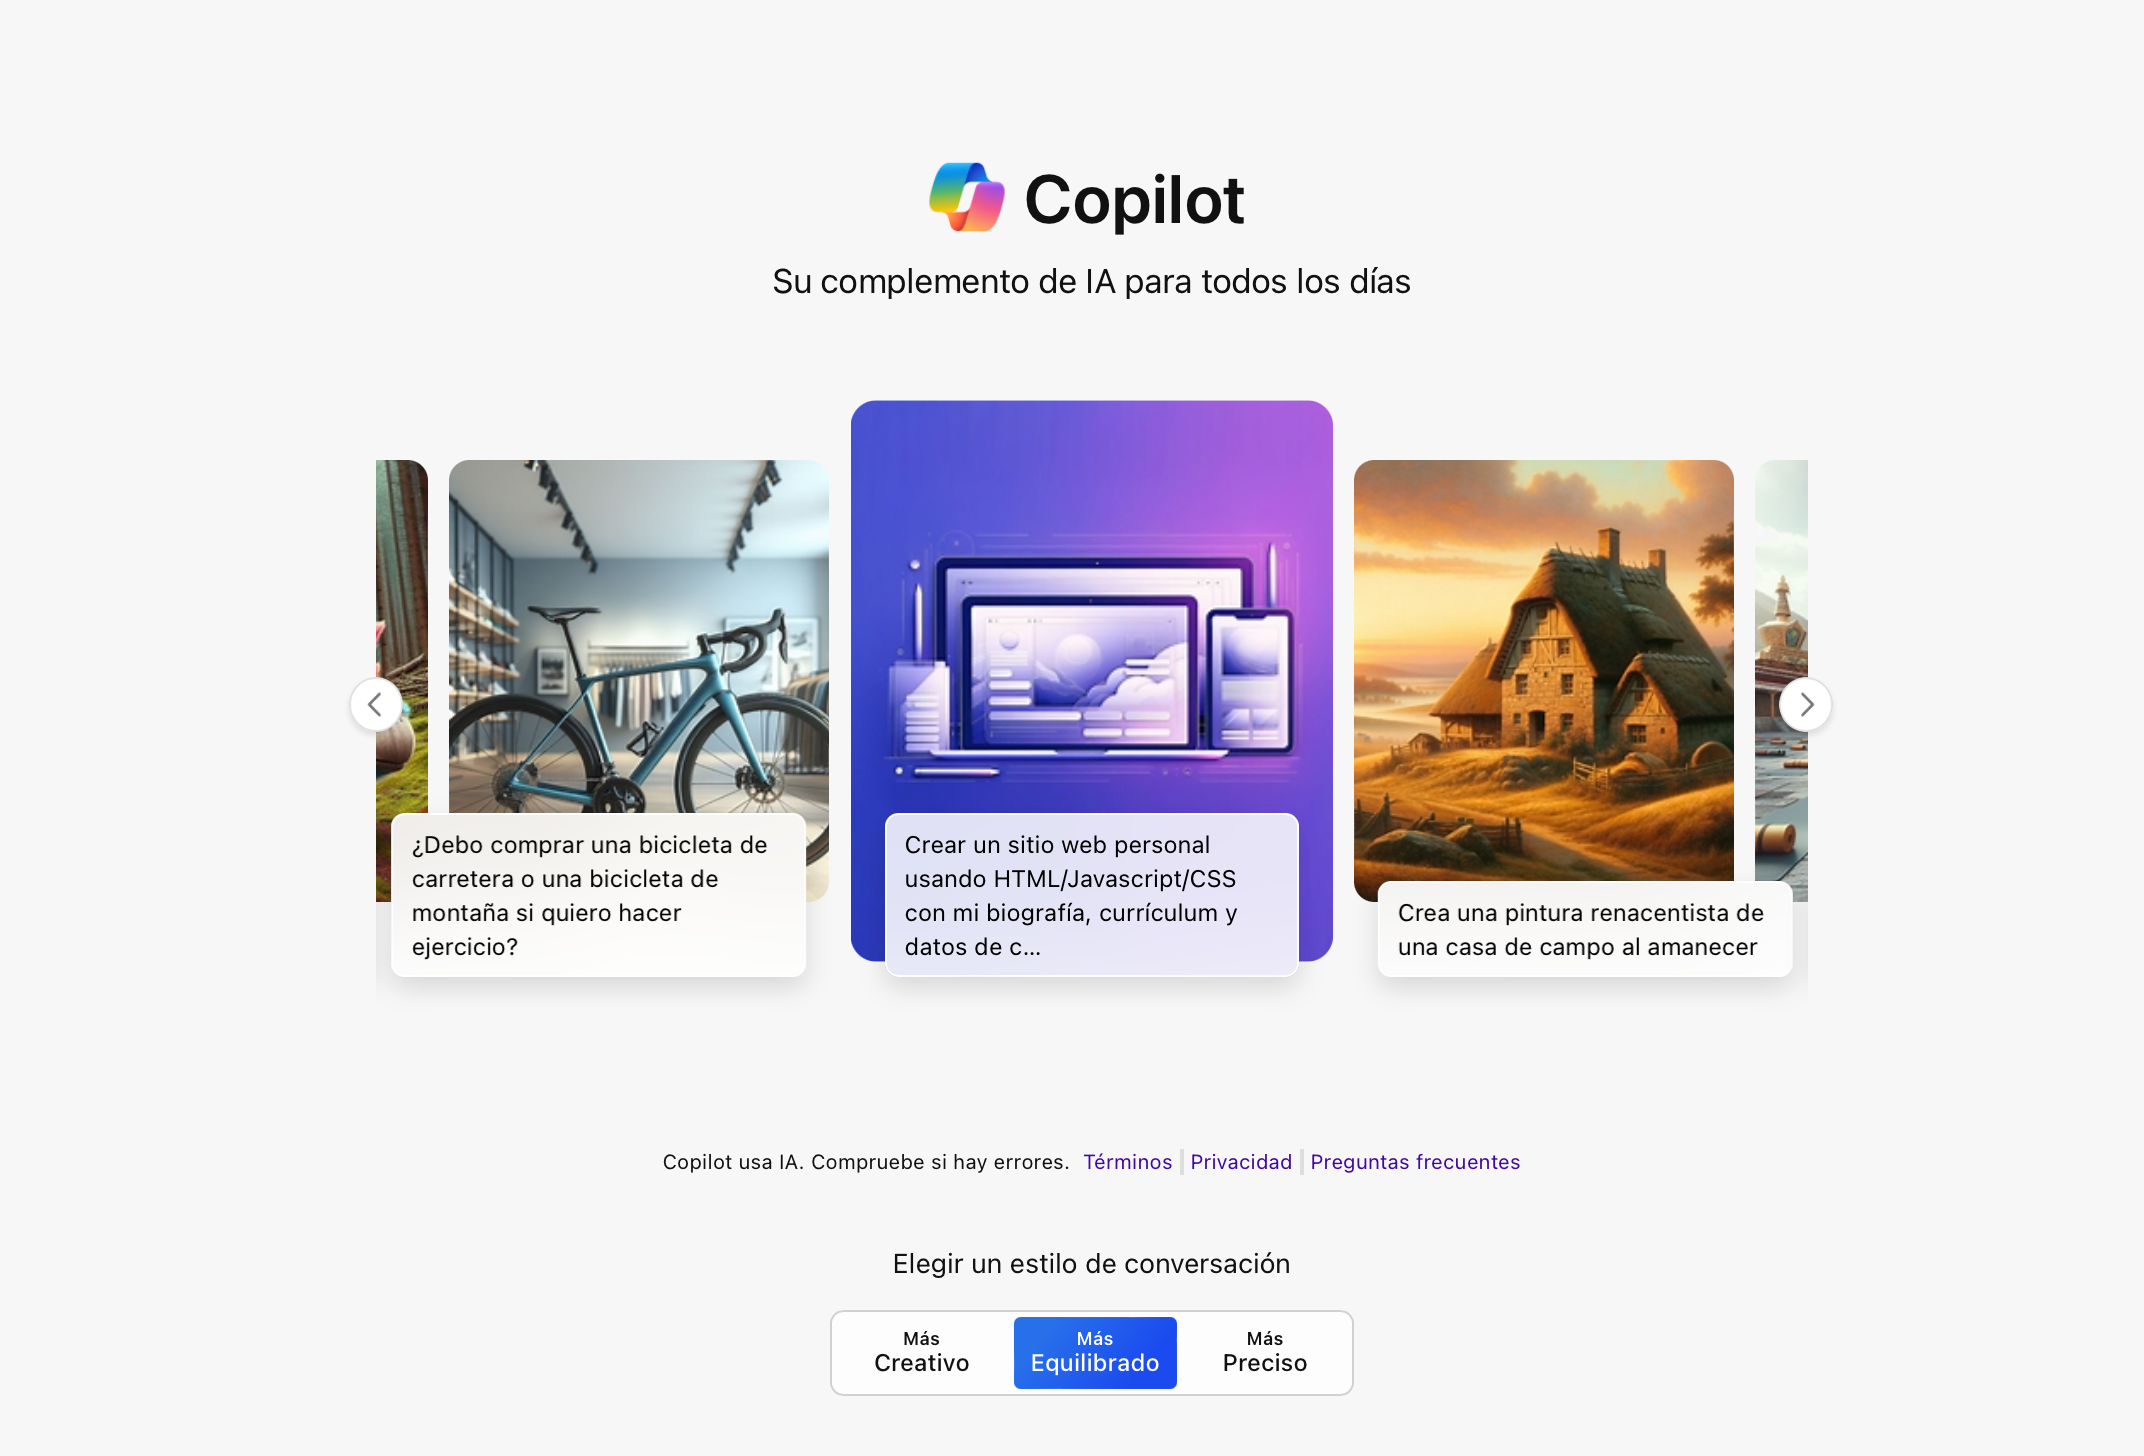 Copilot
Su complemento de IA para todos los días
¿Debo comprar una bicicleta de
carretera o una bicicleta de
montaña si quiero hacer
ejercicio?
Crear un sitio web personal
usando HTML/Javascript/CSS
con mi biografía, currículum y
datos de c...
Crea una pintura renacentista de
una casa de campo al amanecer
Copilot usa IA. Compruebe si hay errores. Términos Privacidad Preguntas frecuentes
Elegir un estilo de conversación
Más
Creativo
Más
Equilibrado
Más
Preciso